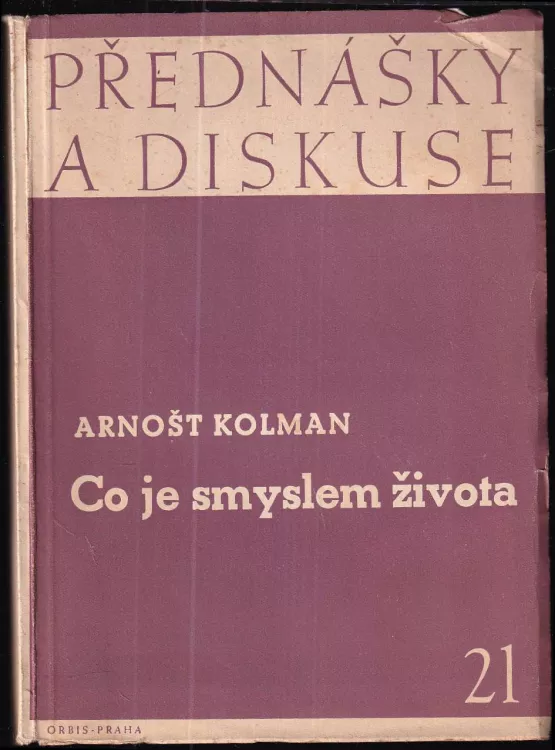 PŘEDNÁŠKY
A DISKUSE
ARNOŠT KOLMAN
Co je smyslem života
21
ORBIS-PRAHA